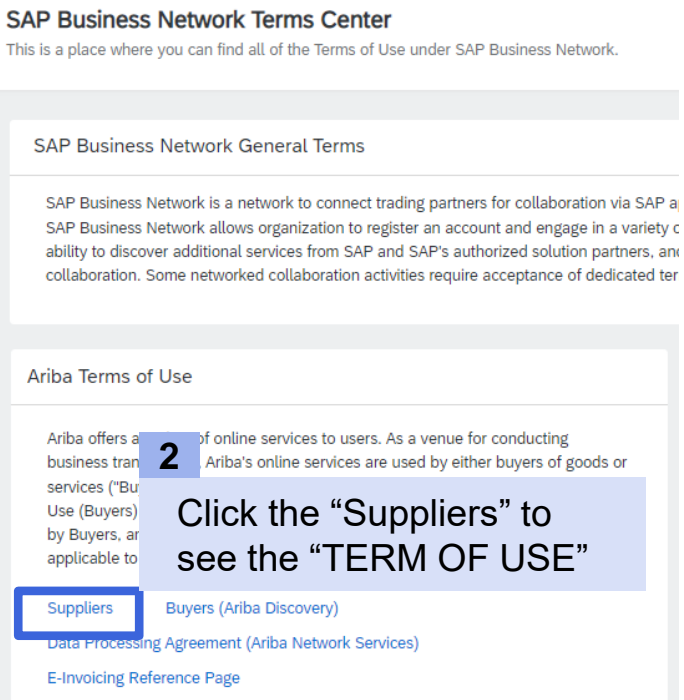 SAP Business Network Terms Center
This is a place where you can find all of the Terms of Use under SAP Business Network.
SAP Business Network General Terms
SAP Business Network is a network to connect trading partners for collaboration via SAP
SAP Business Network allows organization to register an account and engage in a variety
ability to discover additional services from SAP and SAP's authorized solution partners,
collaboration. Some networked collaboration activities require acceptance of dedicated
Ariba Terms of Use
Ariba offers a of online services to users. As a venue for conducting
business Ariba's online services are used by either buyers of goods or
services
Use (Buyers)
by Buyers,
applicable to
2
Click the “Suppliers” to
see the “TERM OF USE”
Suppliers Buyers (Ariba Discovery)
Data Processing Agreement (Ariba Network Services)
E-Invoicing Reference Page